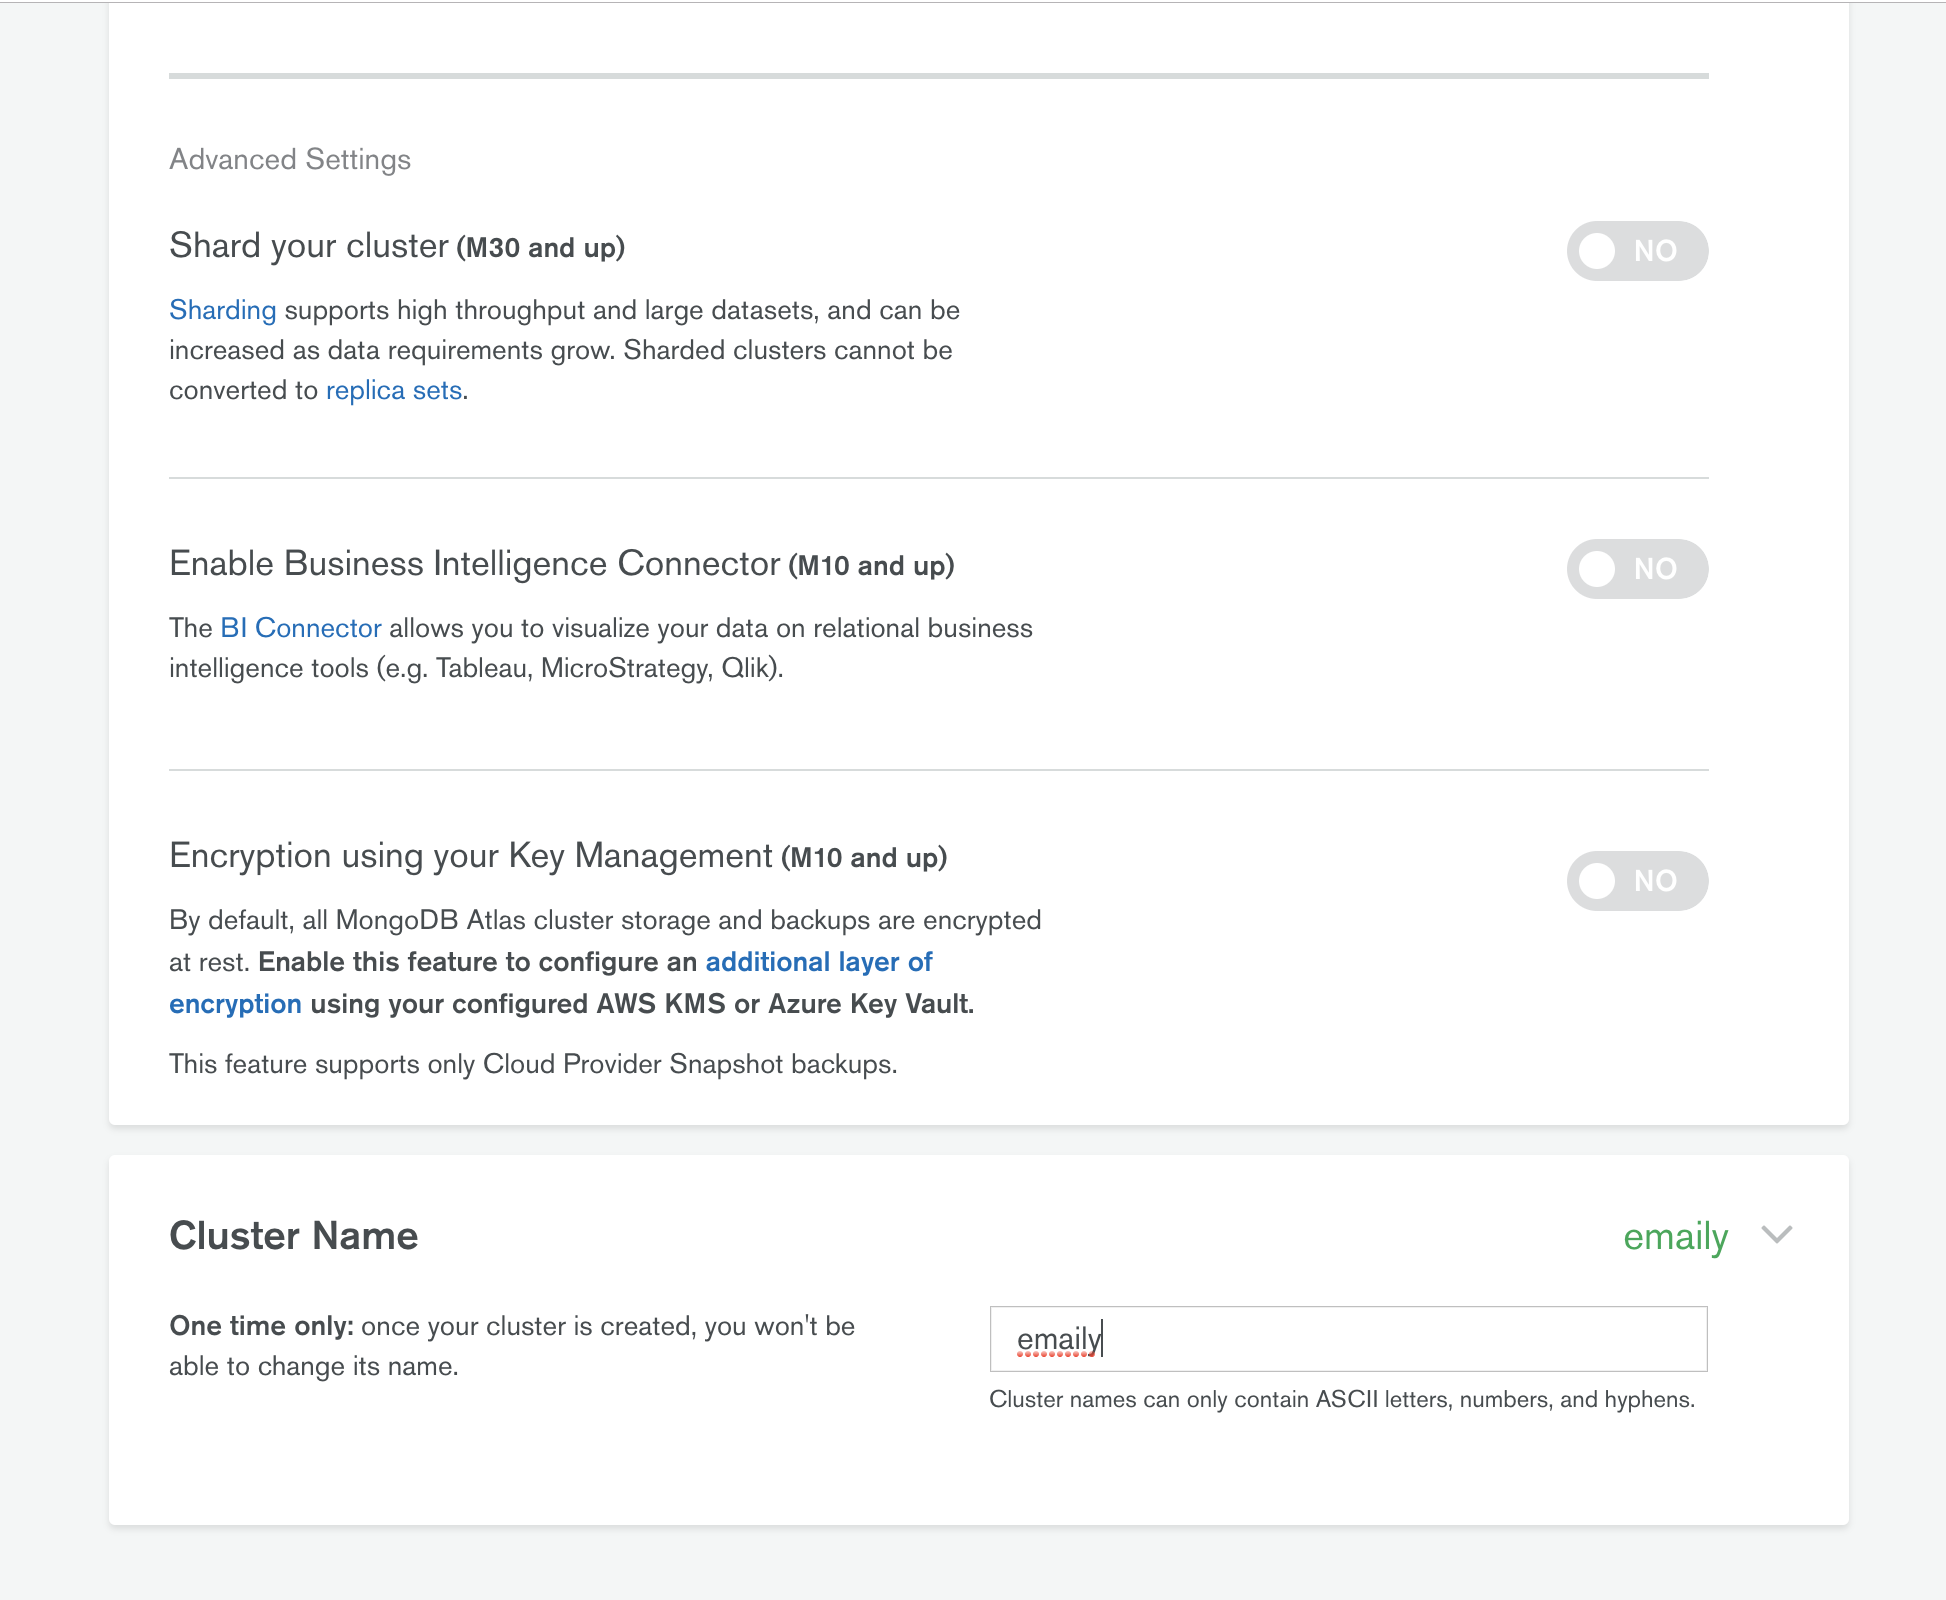 Advanced Settings
Shard your cluster (M30 and up)
NO
Sharding supports high throughput and large datasets, and can be
increased as data requirements grow. Sharded clusters cannot be
converted to replica sets.
Enable Business Intelligence Connector (M10 and up)
NO
The BI Connector allows you to visualize your data on relational business
intelligence tools (e.g. Tableau, MicroStrategy, Qlik).
Encryption using your Key Management (M10 and up)
NO
By default, all MongoDB Atlas cluster storage and backups are encrypted
at rest. Enable this feature to configure an additional layer of
encryption using your configured AWS KMS or Azure Key Vault.
This feature supports only Cloud Provider Snapshot backups.
Cluster Name
emaily
One time only: once your cluster is created, you won't be
able to change its name.
emaily
Cluster names can only contain ASCII letters, numbers, and hyphens.